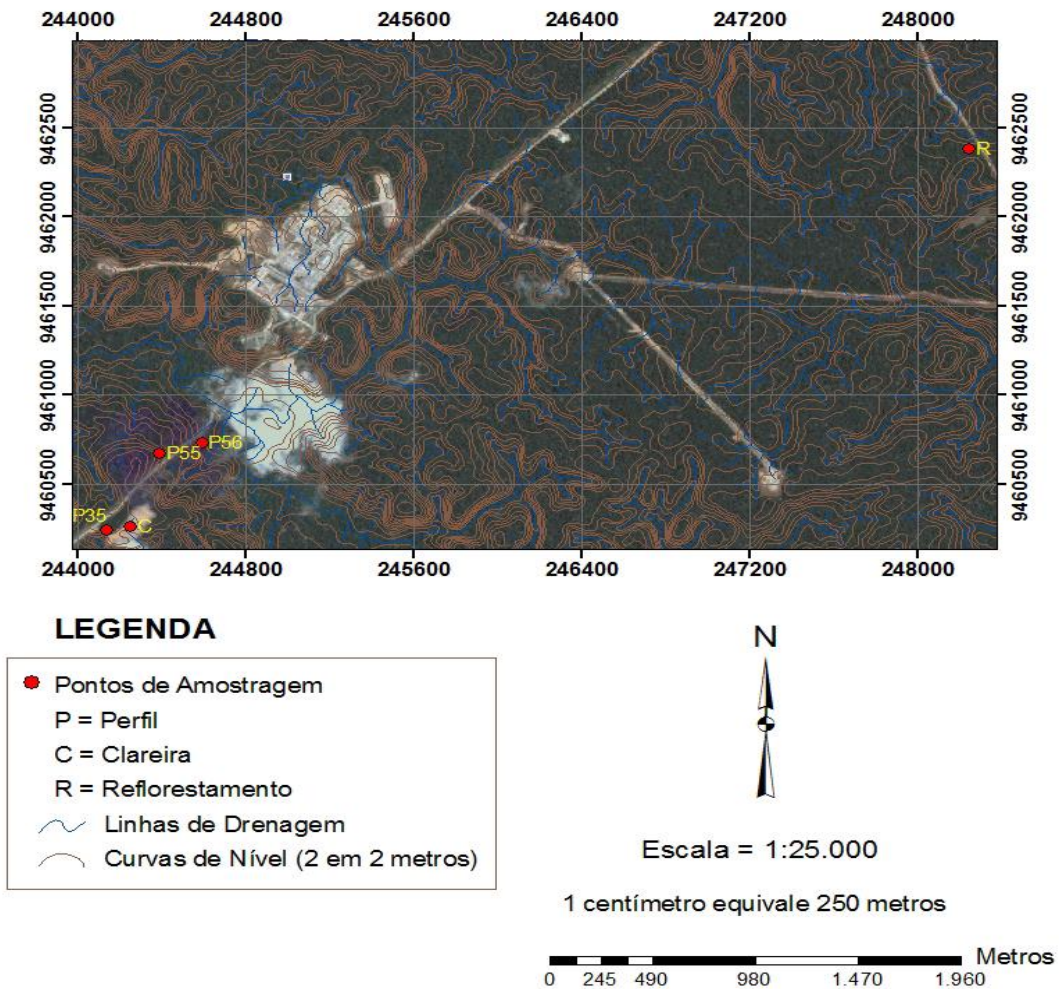 244000 244800 245600 246400 247200 248000
9462500 9462500
R
9462000 9462000
9461500 9461500
9461000 9461000
P56
P55
9460500 9460500
P35
C
244000 244800 245600 246400 247200 248000
LEGENDA
Pontos de Amostragem
P = Perfil
C = Clareira
R = Reflorestamento
Linhas de Drenagem
Curvas de Nível (2 em 2 metros)
N
Escala = 1:25.000
1 centímetro equivale 250 metros
Metros
0 245 490 980 1.470 1.960